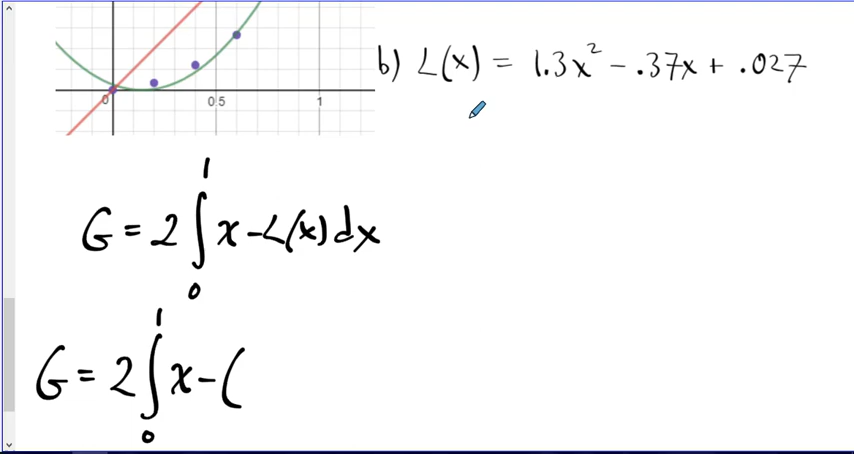 0 0.5 1
b) L(x) = 1.3x² - .37x + .027
G = 2 ∫₀¹ x - L(x) dx
G = 2 ∫₀¹ x - (